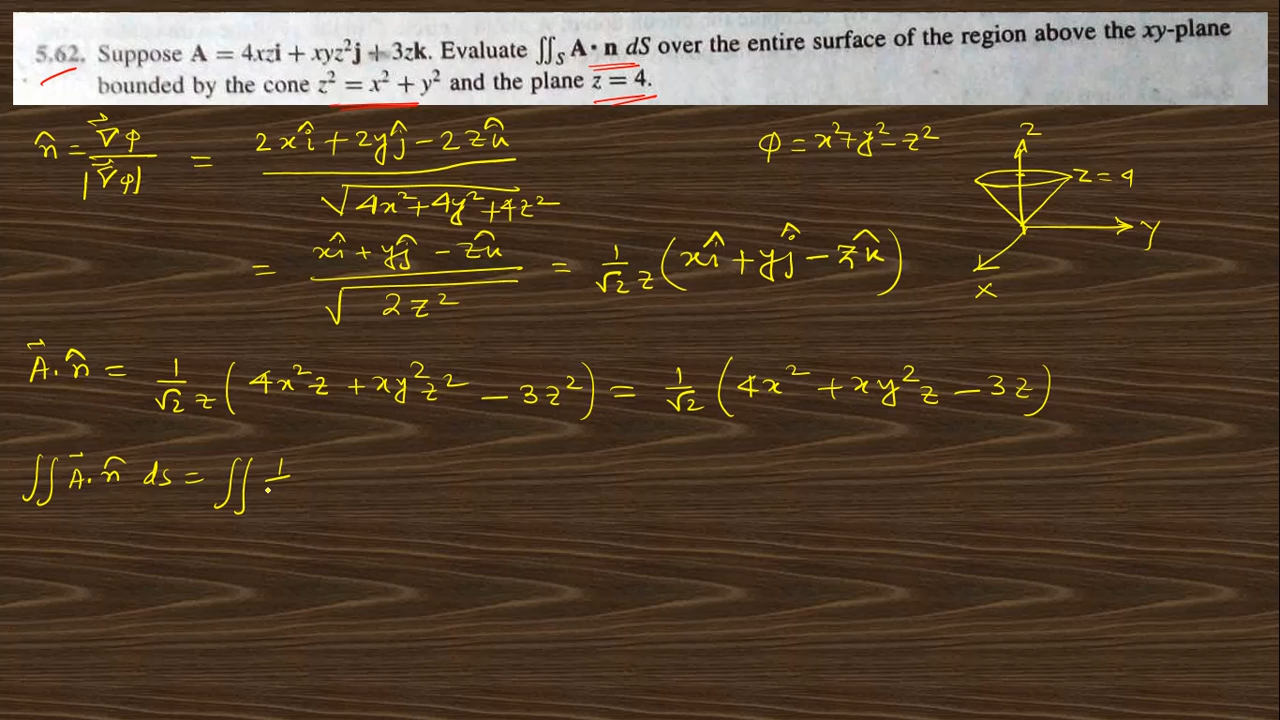 5.62. Suppose A = 4xzi + xyz²j + 3zk. Evaluate ∬_S A · n dS over the entire surface of the region above the xy-plane
bounded by the cone z² = x² + y² and the plane z = 4.
n̂ = ∇⃗φ / |∇⃗φ| = (2xî + 2yĵ - 2zk̂) / √(4x² + 4y² + 4z²)
φ = x² + y² - z²
z
z = 4
y
x
= (xî + yĵ - zk̂) / √(2z²) = 1/(√2 z) (xî + yĵ - zk̂)
A⃗ . n̂ = 1/(√2 z) (4x²z + xy²z² - 3z²) = 1/√2 (4x² + xy²z - 3z)
∬ A⃗ . n̂ ds = ∬ 1/